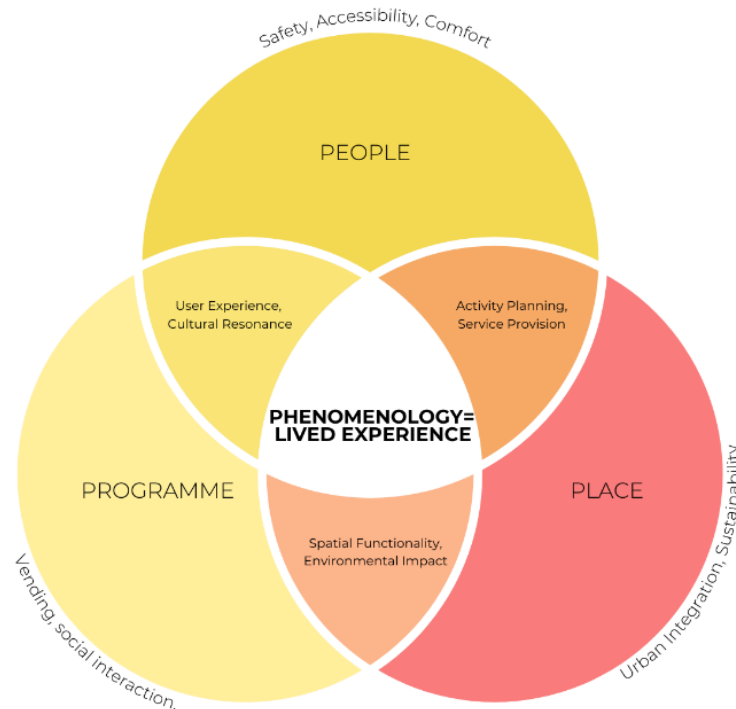 Safety, Accessibility, Comfort
PEOPLE
User Experience,
Cultural Resonance
Activity Planning,
Service Provision
PHENOMENOLOGY=
LIVED EXPERIENCE
PROGRAMME
PLACE
Spatial Functionality,
Environmental Impact
Vending, social interaction,
Urban Integration, Sustainability